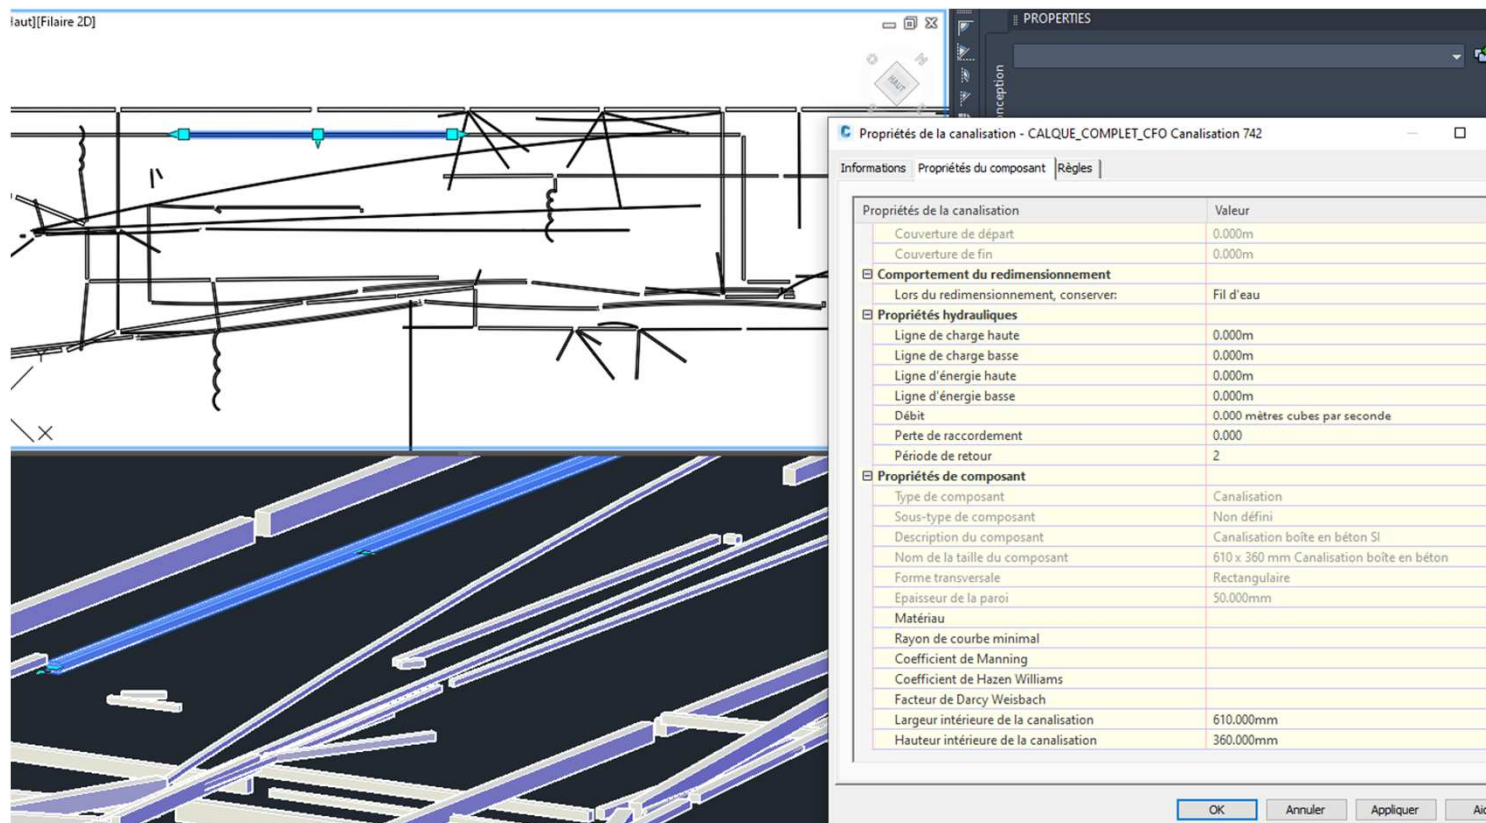 Haut][Filaire 2D]
HAUT
Y
X
PROPERTIES
nception
Propriétés de la canalisation - CALQUE_COMPLET_CFO Canalisation 742
Informations Propriétés du composant Règles
Propriétés de la canalisation Valeur
Couverture de départ 0.000m
Couverture de fin 0.000m
Comportement du redimensionnement
Lors du redimensionnement, conserver: Fil d'eau
Propriétés hydrauliques
Ligne de charge haute 0.000m
Ligne de charge basse 0.000m
Ligne d'énergie haute 0.000m
Ligne d'énergie basse 0.000m
Débit 0.000 mètres cubes par seconde
Perte de raccordement 0.000
Période de retour 2
Propriétés de composant
Type de composant Canalisation
Sous-type de composant Non défini
Description du composant Canalisation boîte en béton SI
Nom de la taille du composant 610 x 360 mm Canalisation boîte en béton
Forme transversale Rectangulaire
Epaisseur de la paroi 50.000mm
Matériau
Rayon de courbe minimal
Coefficient de Manning
Coefficient de Hazen Williams
Facteur de Darcy Weisbach
Largeur intérieure de la canalisation 610.000mm
Hauteur intérieure de la canalisation 360.000mm
OK Annuler Appliquer Aid